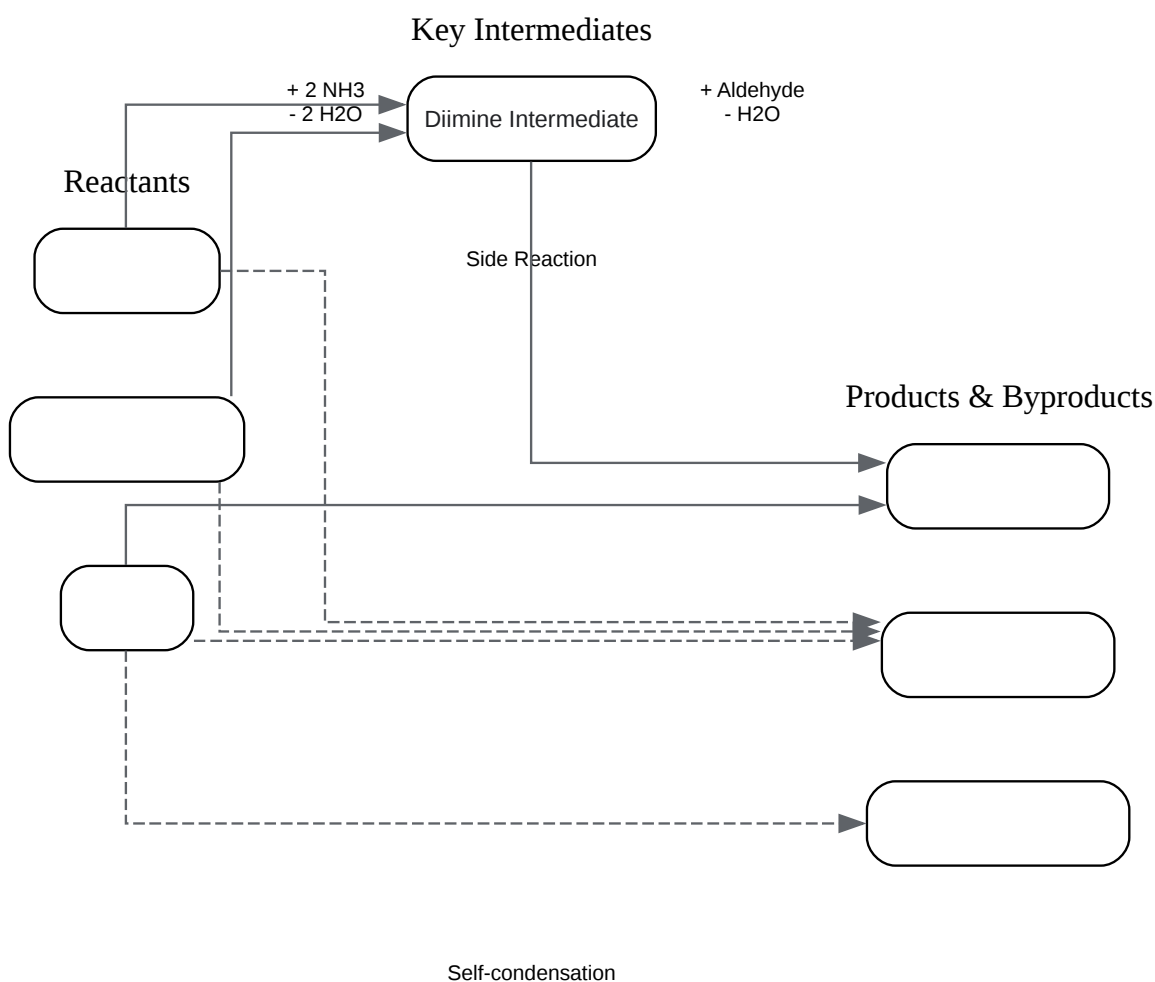 Key Intermediates
+ 2 NH3
- 2 H2O
Diimine Intermediate
+ Aldehyde
- H2O
Reactants
Side Reaction
Products & Byproducts
Self-condensation